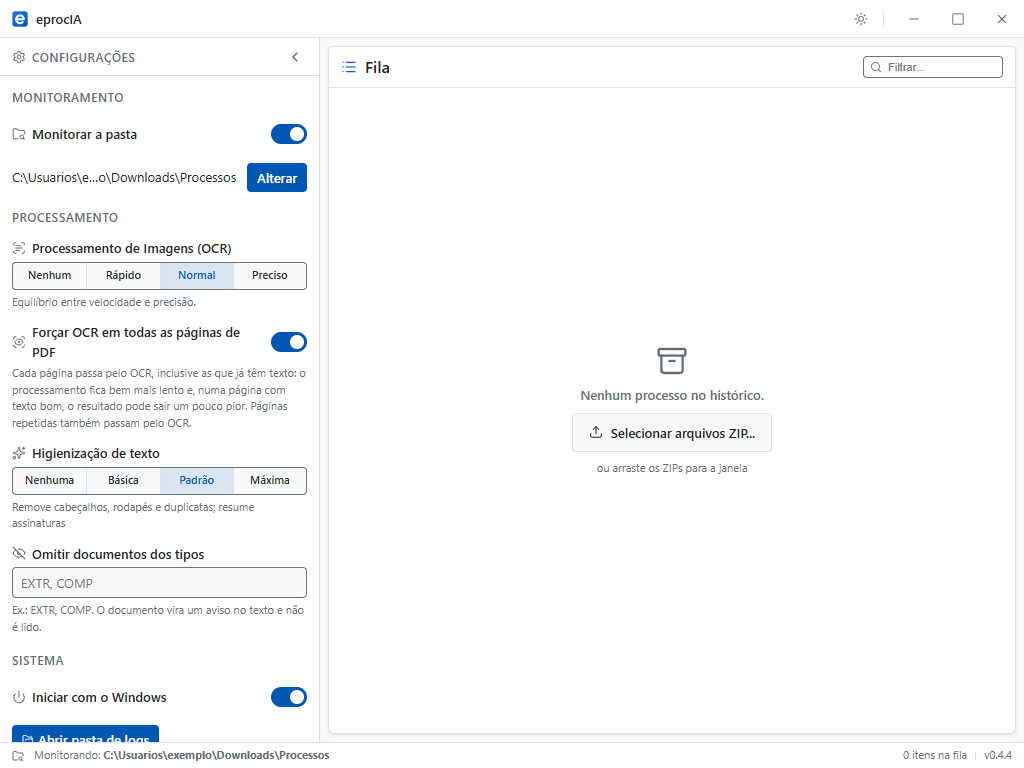 eprocIA
CONFIGURAÇÕES
MONITORAMENTO
Monitorar a pasta
C:\Usuarios\e...o\Downloads\Processos
Alterar
PROCESSAMENTO
Processamento de Imagens (OCR)
Nenhum Rápido Normal Preciso
Equilíbrio entre velocidade e precisão.
Forçar OCR em todas as páginas de
PDF
Cada página passa pelo OCR, inclusive as que já têm texto: o
processamento fica bem mais lento e, numa página com
texto bom, o resultado pode sair um pouco pior. Páginas
repetidas também passam pelo OCR.
Higienização de texto
Nenhuma Básica Padrão Máxima
Remove cabeçalhos, rodapés e duplicatas; resume
assinaturas
Omitir documentos dos tipos
EXTR, COMP
Ex.: EXTR, COMP. O documento vira um aviso no texto e não
é lido.
SISTEMA
Iniciar com o Windows
Abrir pasta de logs
Fila
Filtrar...
Nenhum processo no histórico.
Selecionar arquivos ZIP...
ou arraste os ZIPs para a janela
Monitorando: C:\Usuarios\exemplo\Downloads\Processos
0 itens na fila
v0.4.4